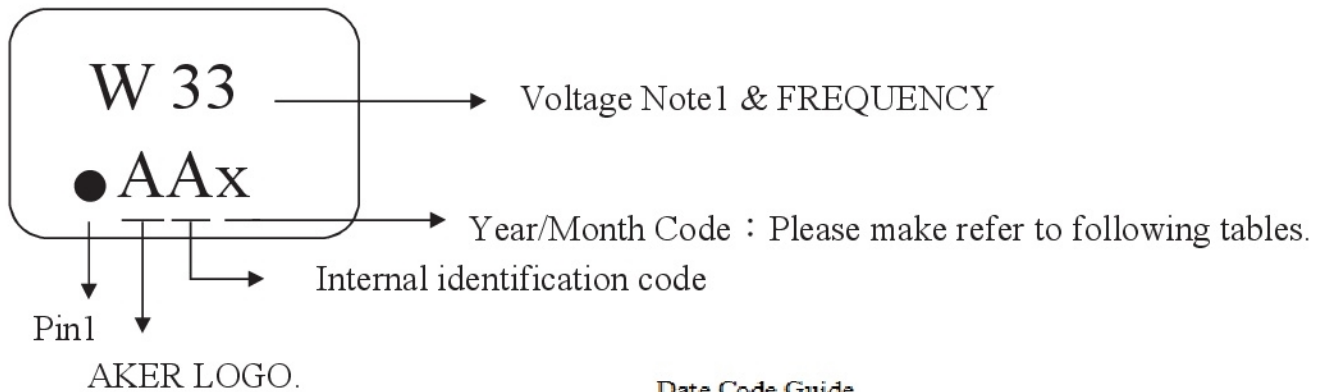 W 33
Voltage Note1 & FREQUENCY
●AAx
Year/Month Code：Please make refer to following tables.
Internal identification code
Pin1
AKER LOGO.
Date Code Guide